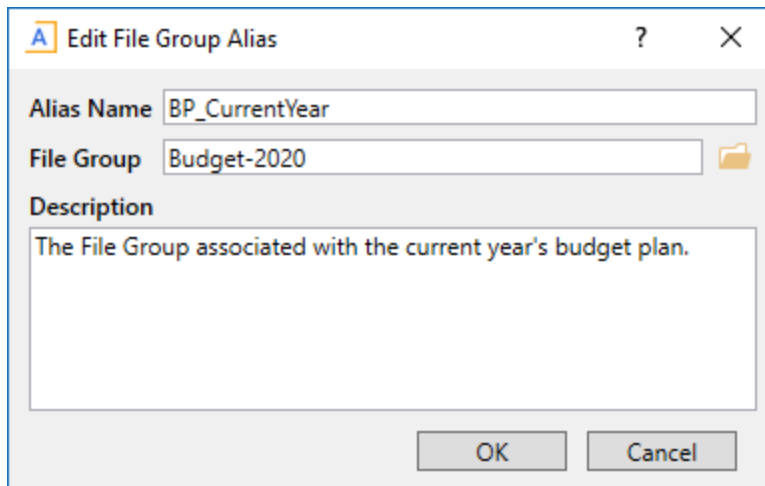 A Edit File Group Alias ? X
Alias Name BP_CurrentYear
File Group Budget-2020
Description
The File Group associated with the current year's budget plan.
OK Cancel